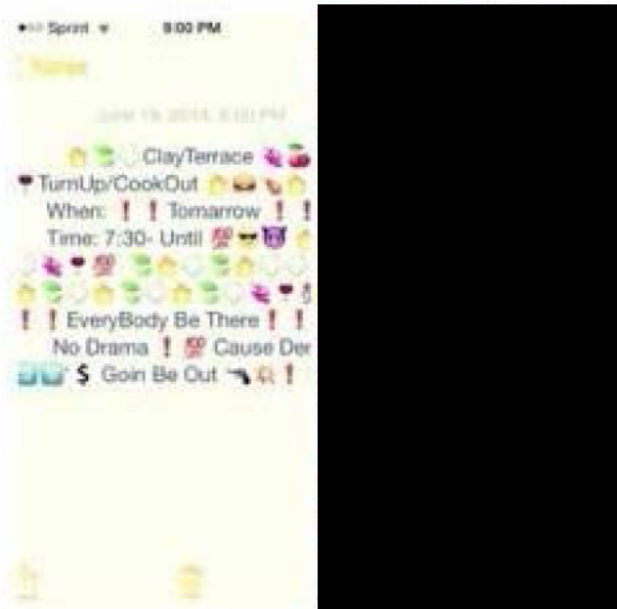 Sprint 9:00 PM
Notes
ClayTerrace
TurnUp/CookOut
When: ❗❗Tomarrow❗❗
Time: 7:30- Until 💯😎😈
💯
❗❗EveryBody Be There❗❗
No Drama❗💯 Cause Der
$ Goin Be Out 🔫❗